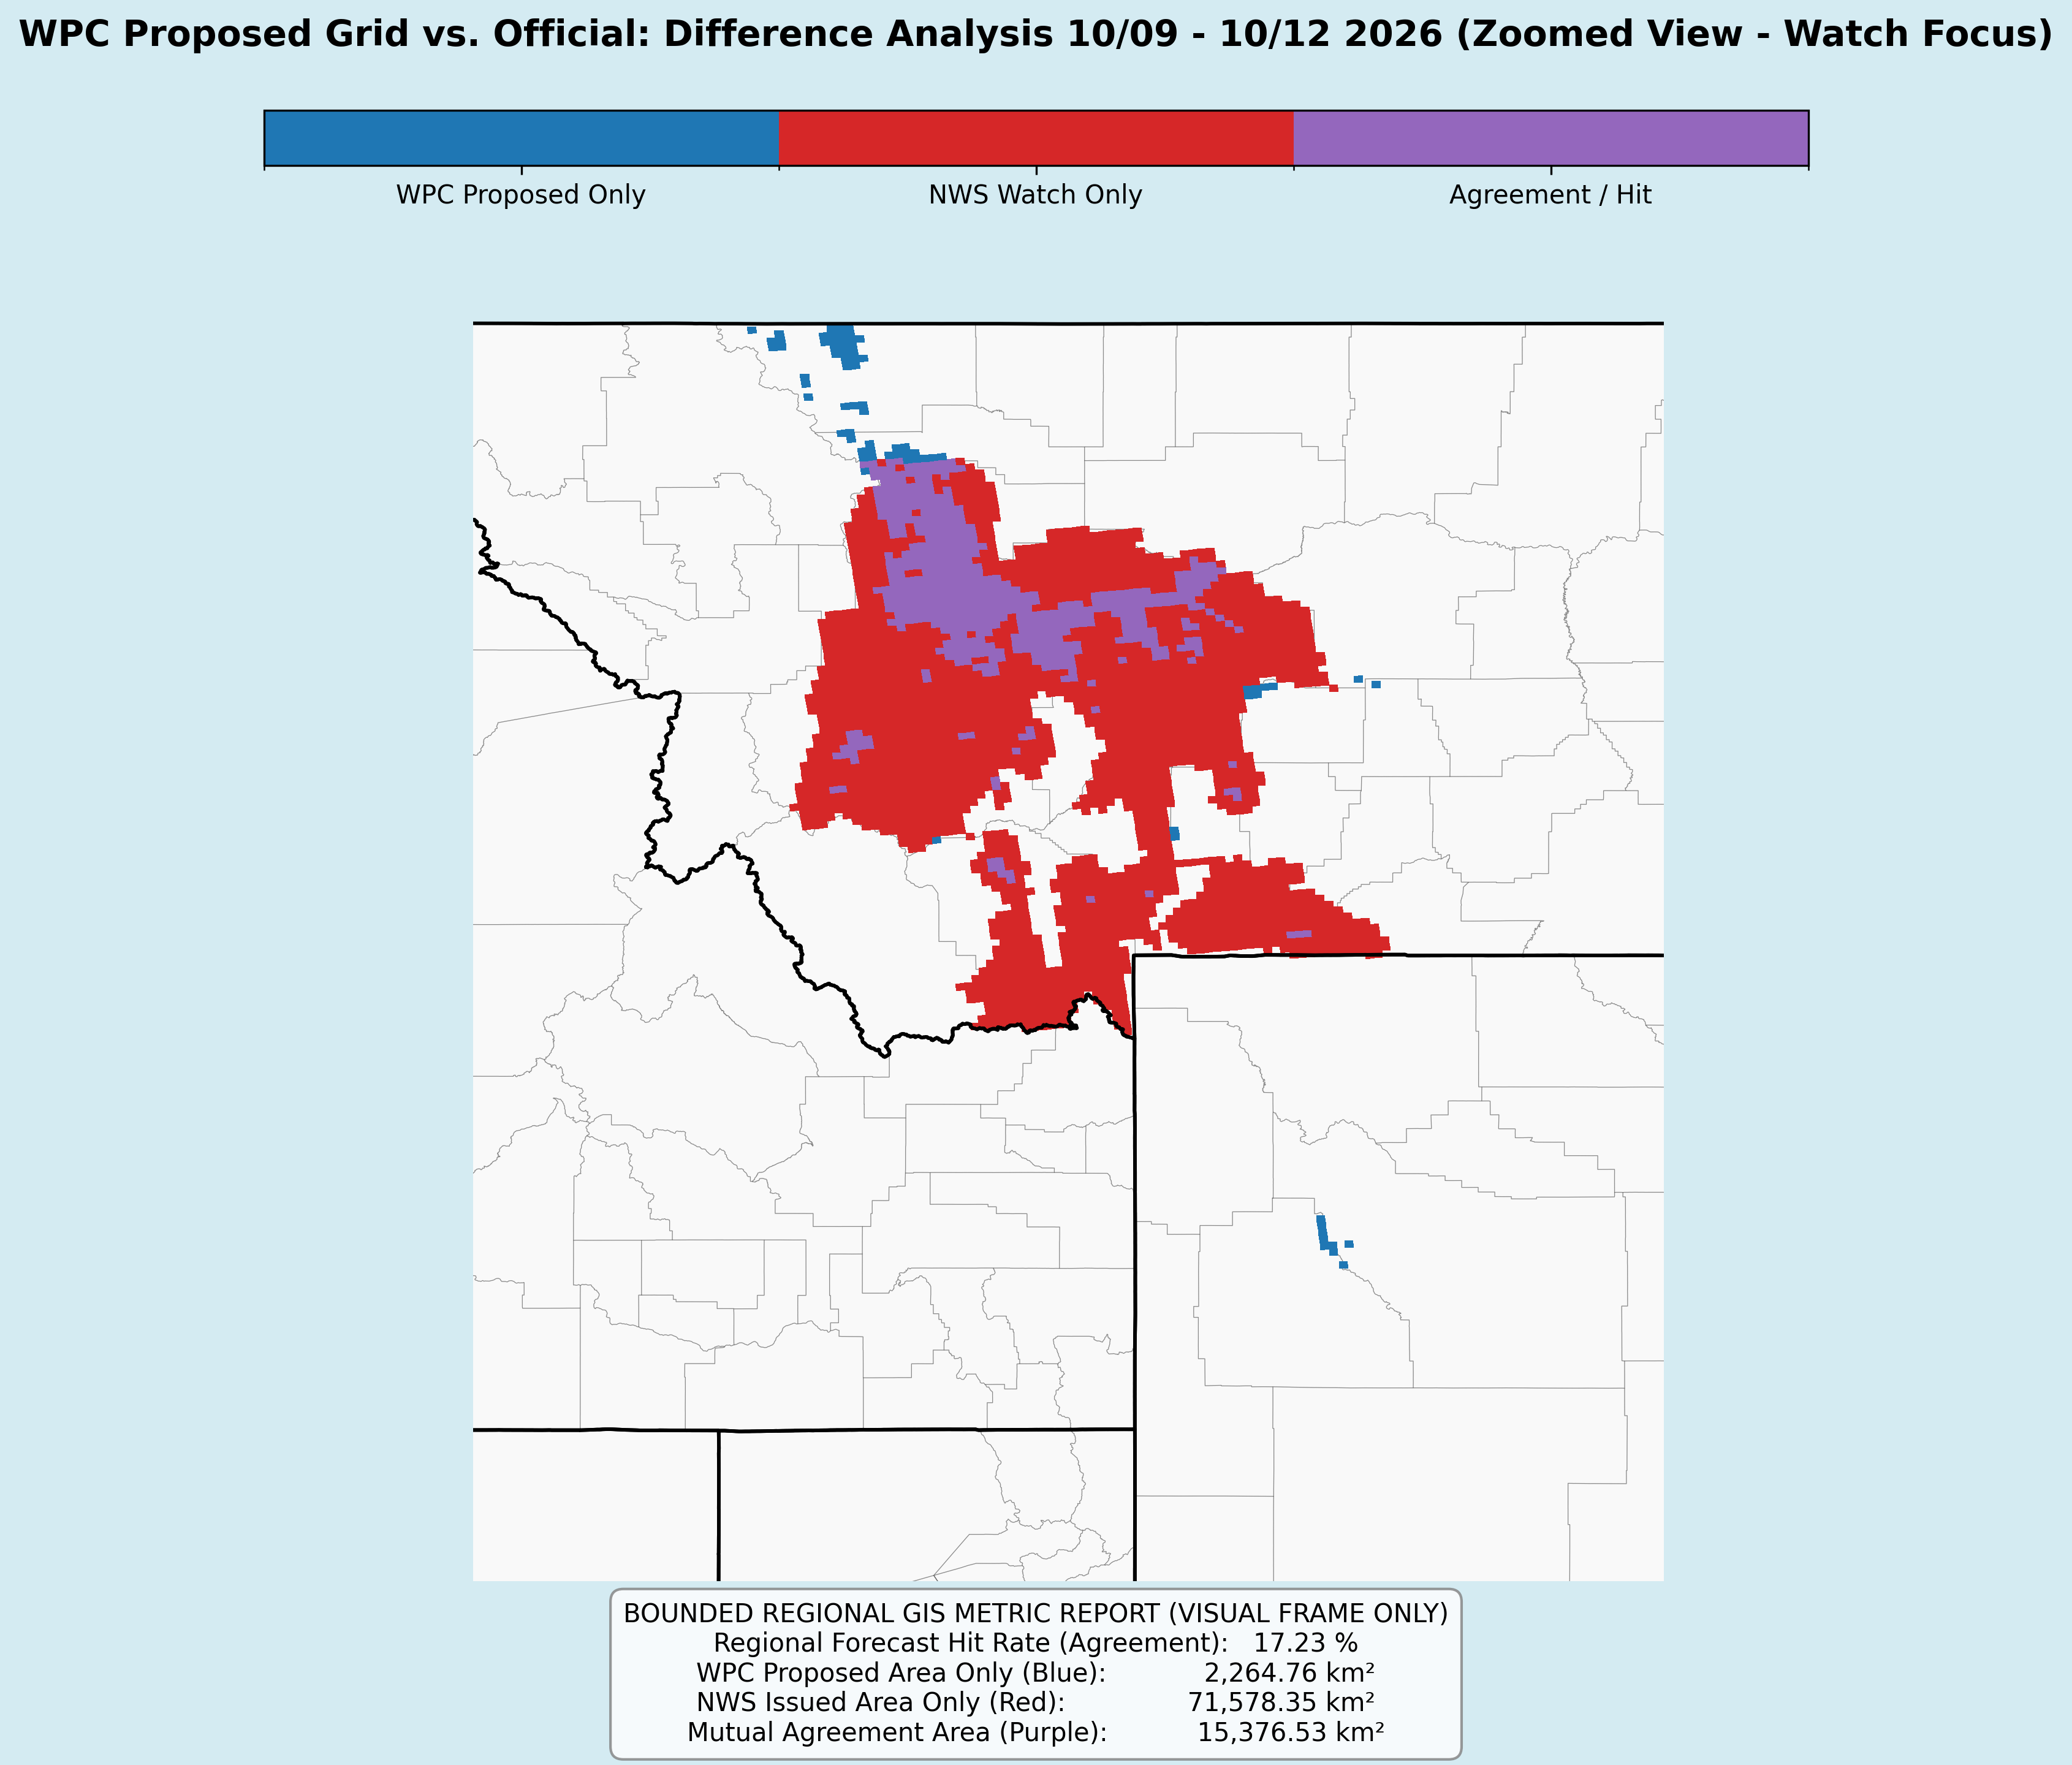 WPC Proposed Grid vs. Official: Difference Analysis 10/09 - 10/12 2026 (Zoomed View - Watch Focus)
WPC Proposed Only
NWS Watch Only
Agreement / Hit
BOUNDED REGIONAL GIS METRIC REPORT (VISUAL FRAME ONLY)
Regional Forecast Hit Rate (Agreement): 17.23 %
WPC Proposed Area Only (Blue): 2,264.76 km²
NWS Issued Area Only (Red): 71,578.35 km²
Mutual Agreement Area (Purple): 15,376.53 km²